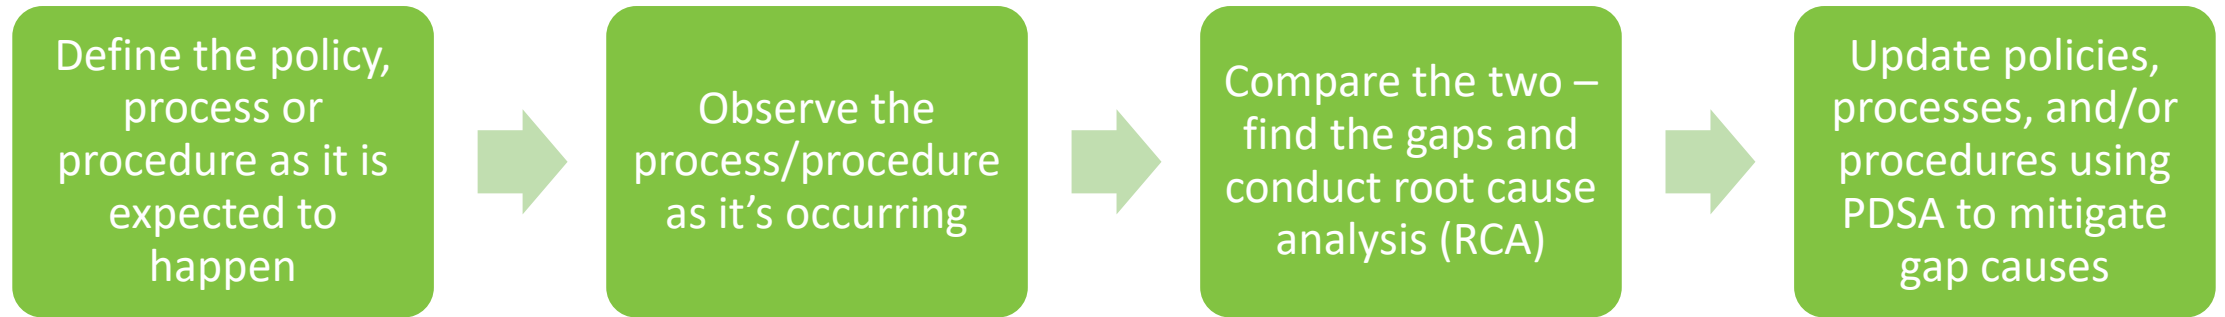 Define the policy,
process or
procedure as it is
expected to
happen
Observe the
process/procedure
as it’s occurring
Compare the two –
find the gaps and
conduct root cause
analysis (RCA)
Update policies,
processes, and/or
procedures using
PDSA to mitigate
gap causes